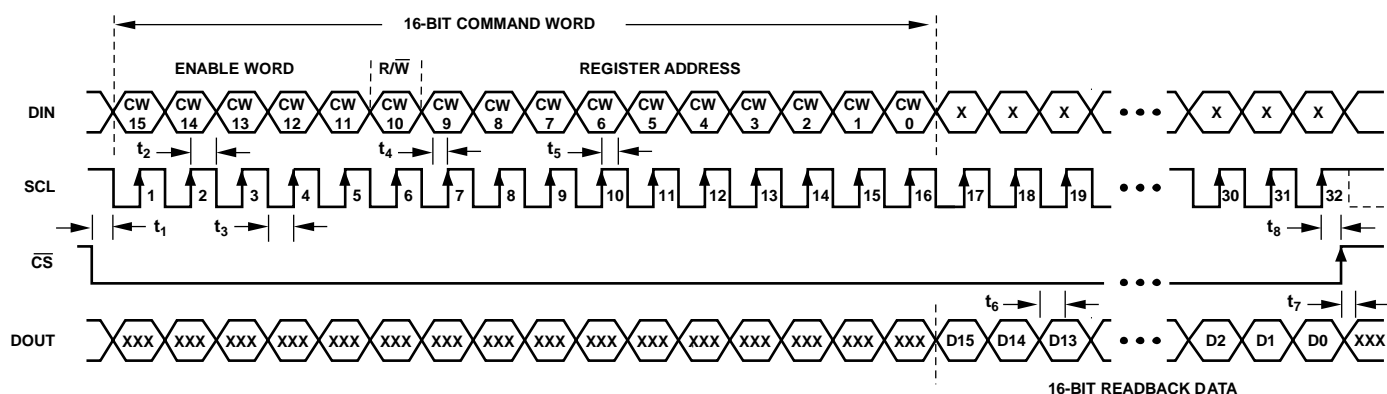 16-BIT COMMAND WORD
ENABLE WORD R/W̅ REGISTER ADDRESS
DIN CW 15 CW 14 CW 13 CW 12 CW 11 CW 10 CW 9 CW 8 CW 7 CW 6 CW 5 CW 4 CW 3 CW 2 CW 1 CW 0 X X X X X X
t2 t4 t5
SCL 1 2 3 4 5 6 7 8 9 10 11 12 13 14 15 16 17 18 19 30 31 32
t1 t3 t8
C̅S̅
t6 t7
DOUT XXX XXX XXX XXX XXX XXX XXX XXX XXX XXX XXX XXX XXX XXX XXX XXX D15 D14 D13 D2 D1 D0 XXX
16-BIT READBACK DATA